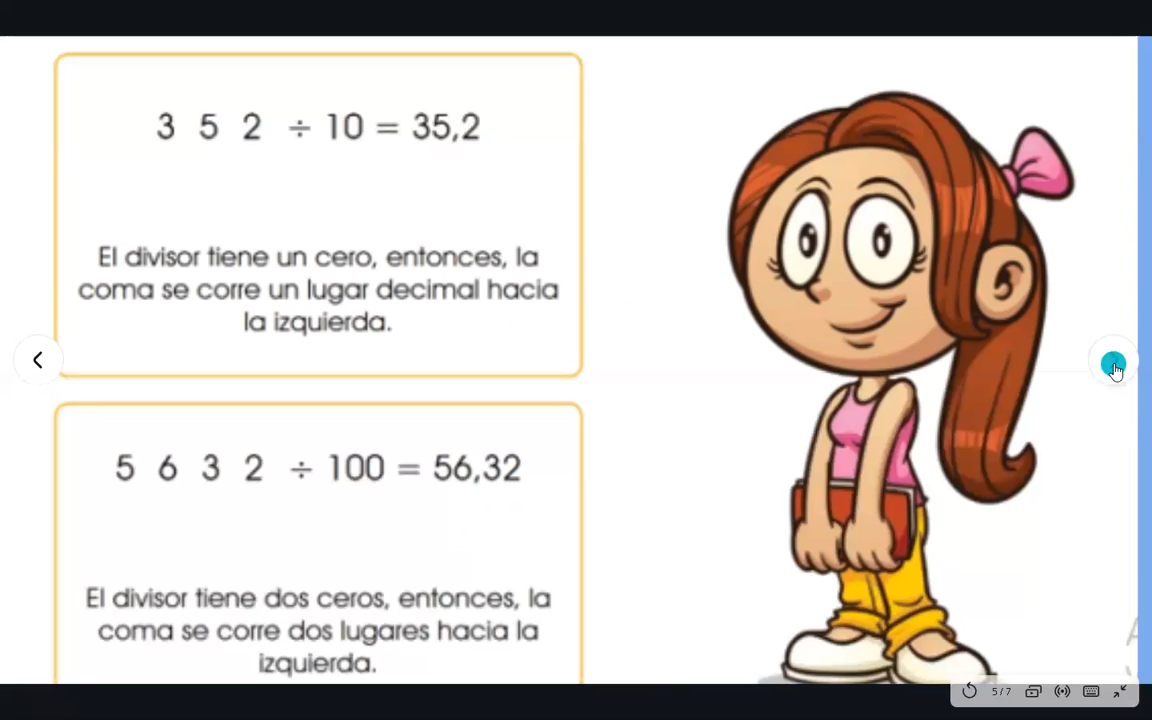 3 5 2 ÷ 10 = 35,2
El divisor tiene un cero, entonces, la
coma se corre un lugar decimal hacia
la izquierda.
5 6 3 2 ÷ 100 = 56,32
El divisor tiene dos ceros, entonces, la
coma se corre dos lugares hacia la
izquierda.
5/7